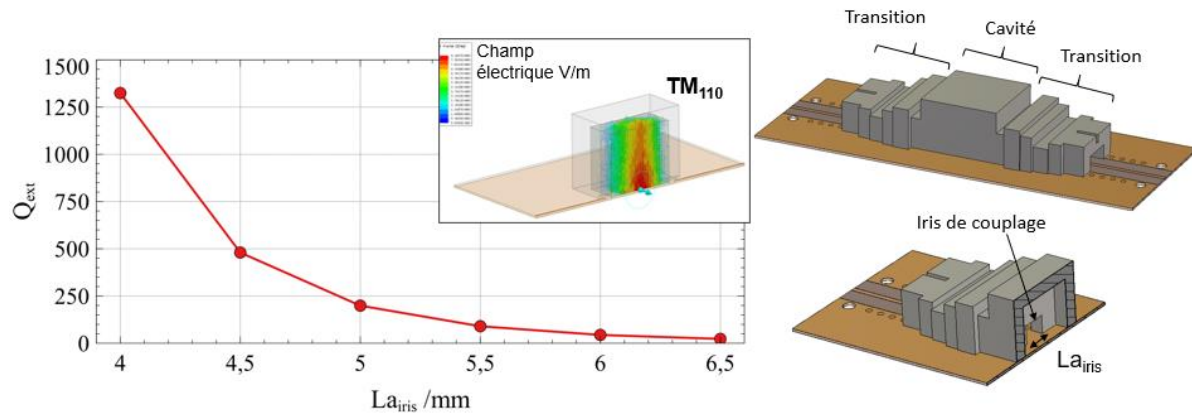 1500
1250
1000
750
500
250
0
Q_ext
4
4,5
5
5,5
6
6,5
La_iris /mm
Champ
électrique V/m
TM_110
Transition
Cavité
Transition
Iris de couplage
La_iris